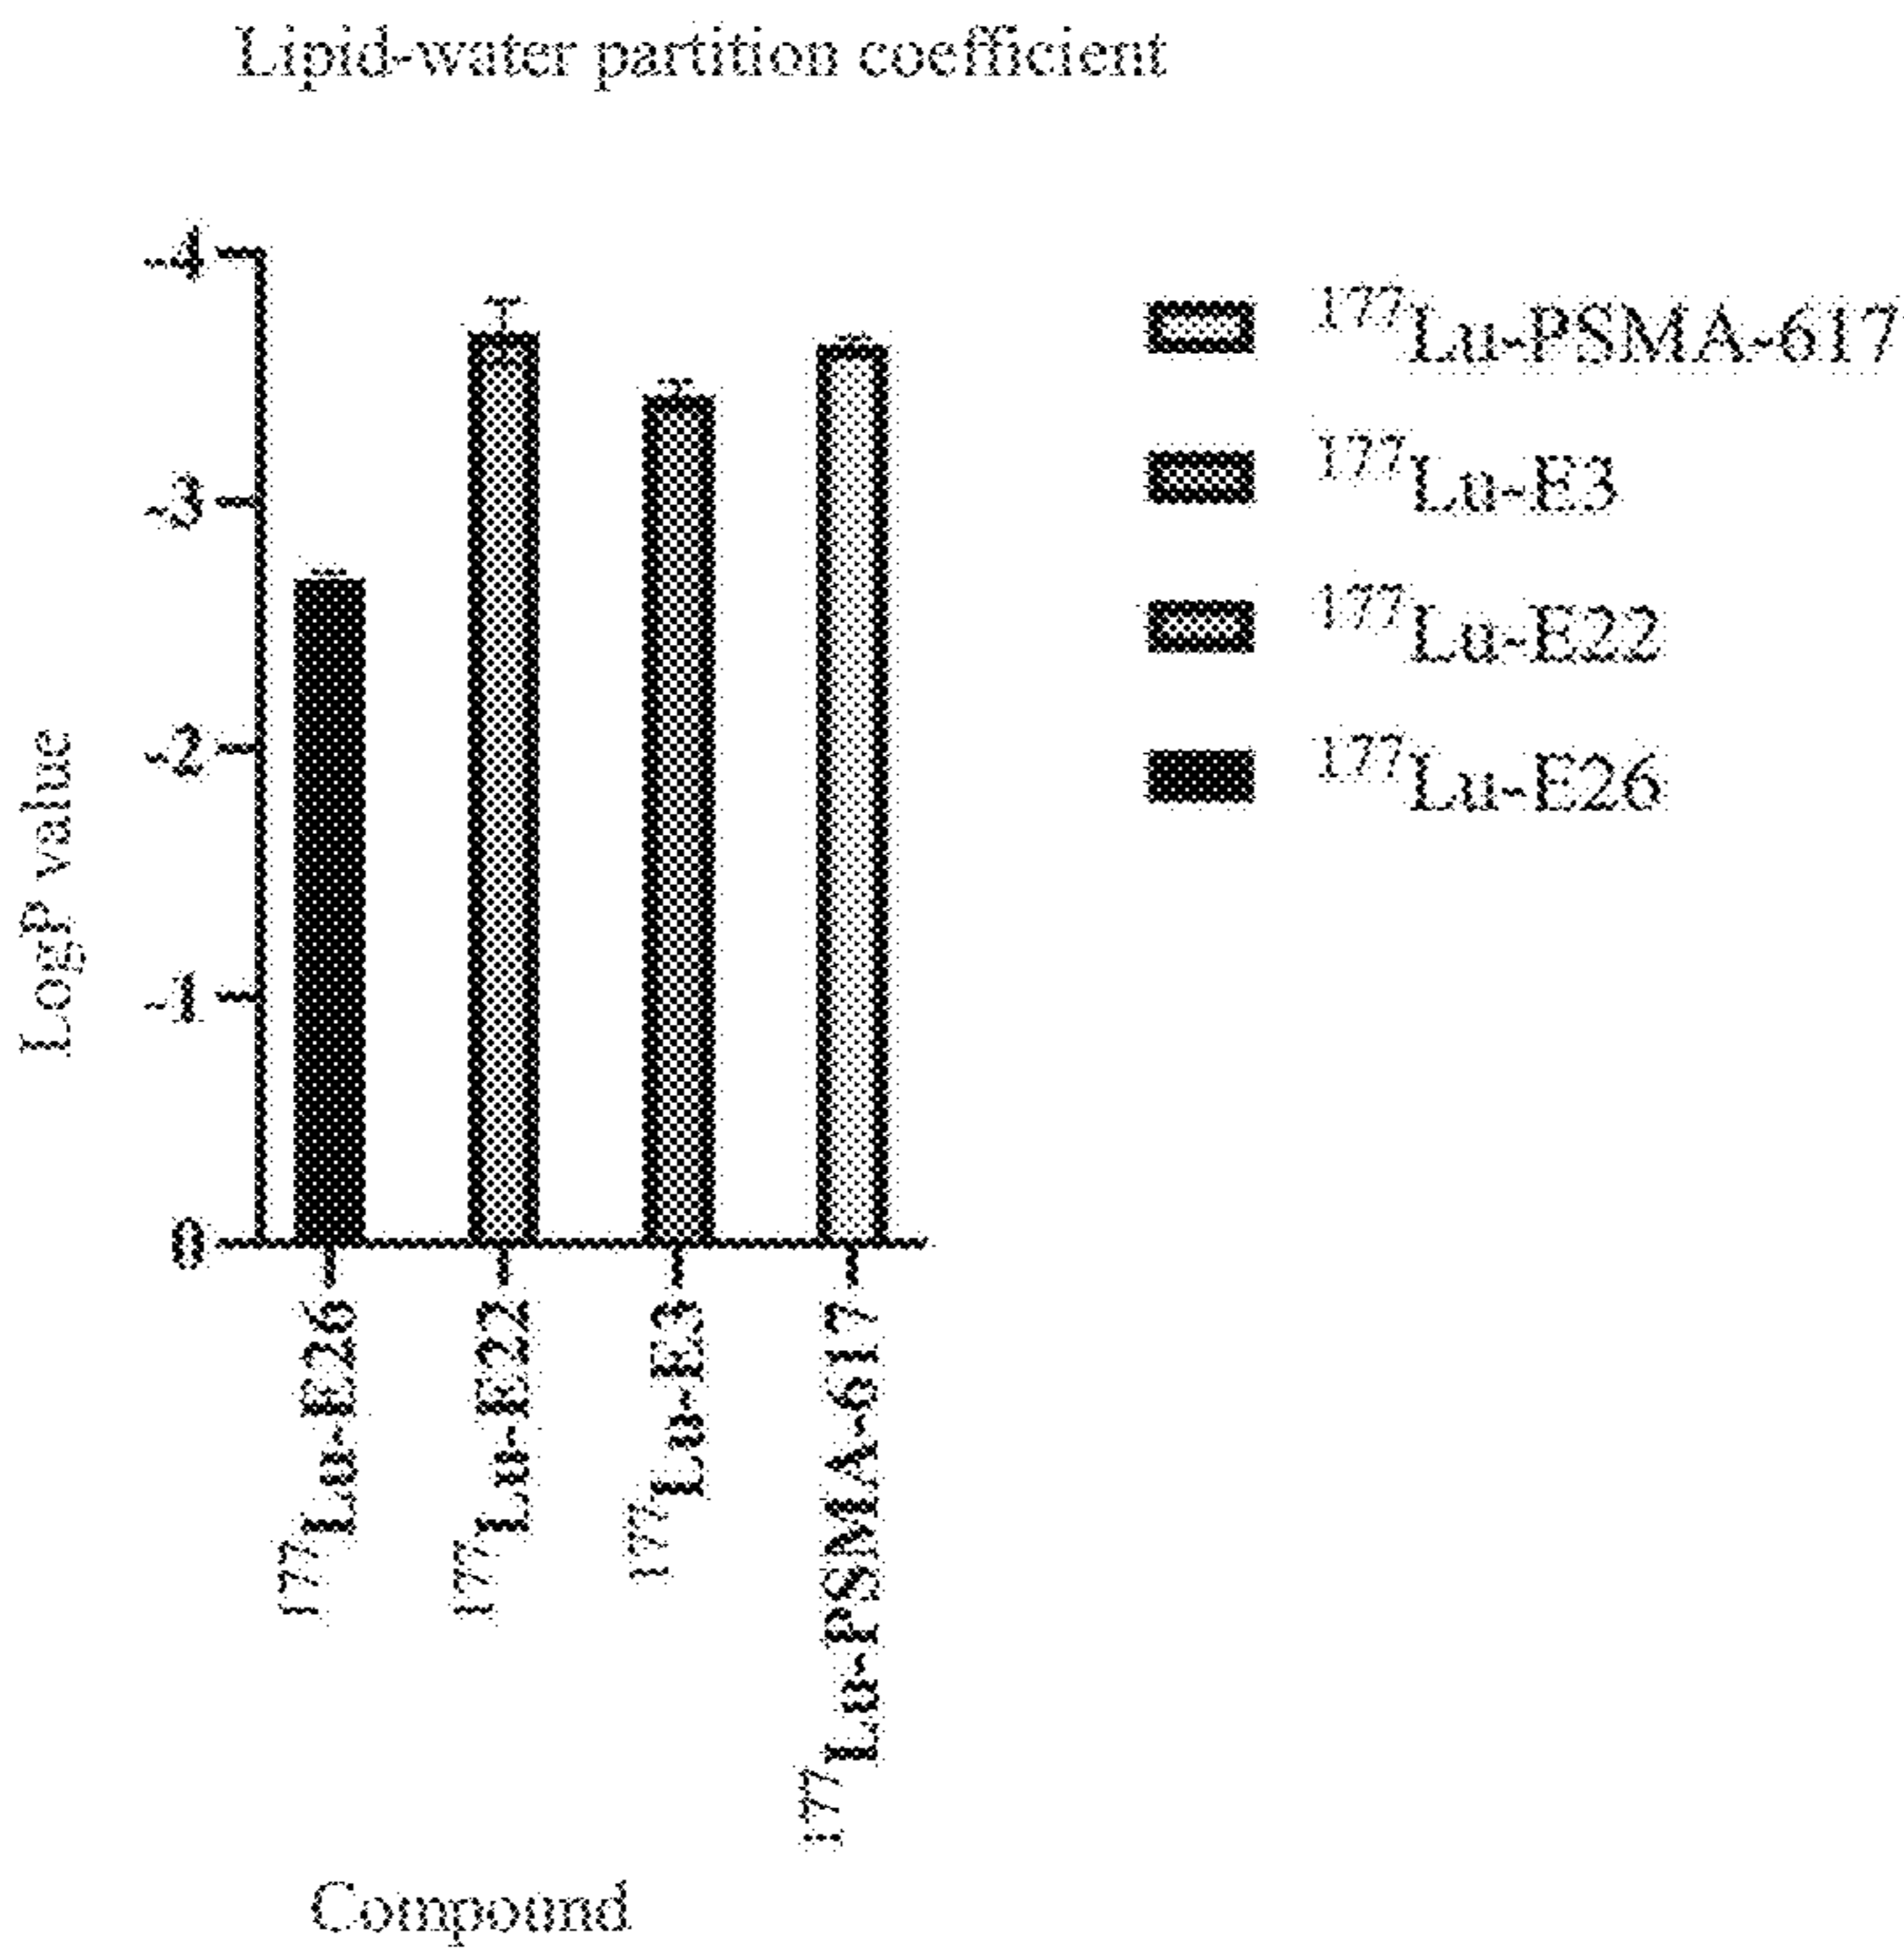 Lipid-water partition coefficient
-4
-3
-2
-1
0
LogP value
177Lu-PSMA-617
177Lu-E3
177Lu-E22
177Lu-E26
177Lu-E26
177Lu-E22
177Lu-E3
177Lu-PSMA-617
Compound